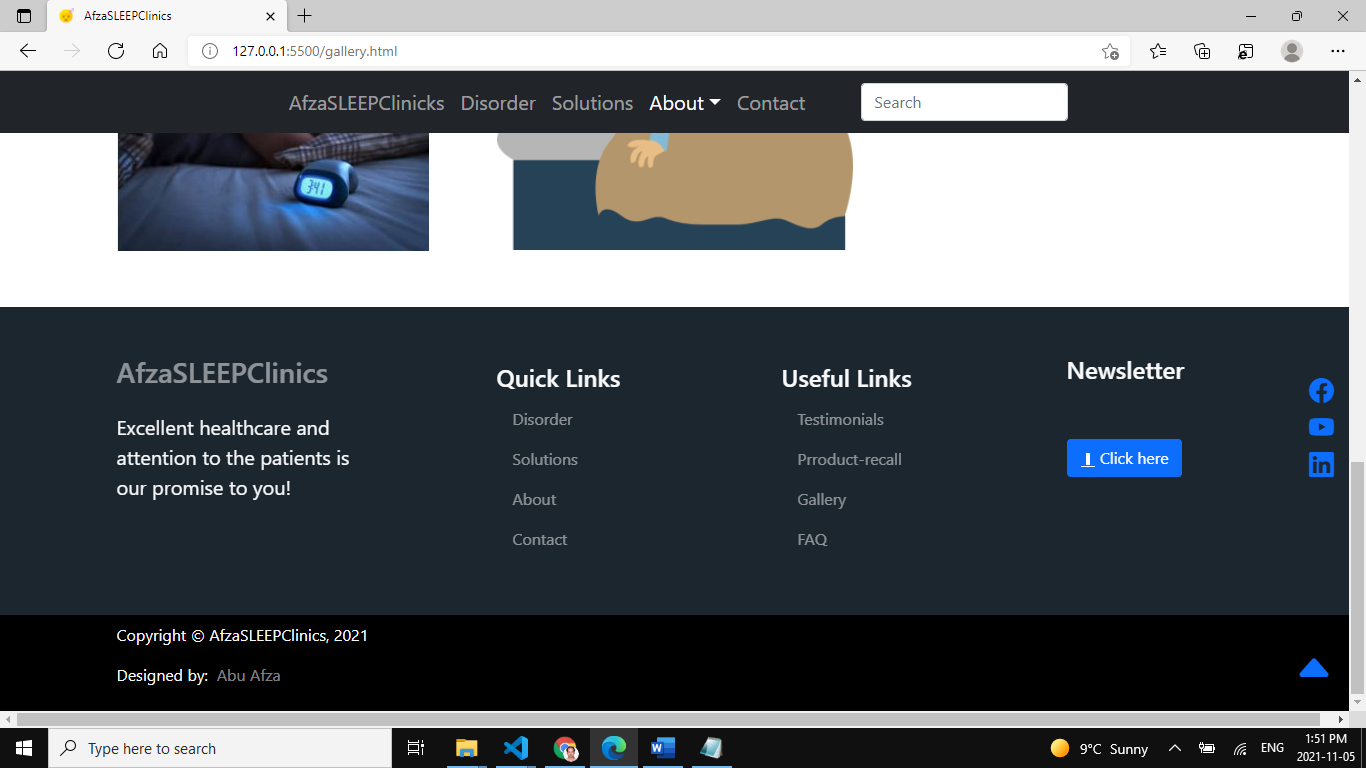 AfzaSLEEPClinics
127.0.0.1:5500/gallery.html
AfzaSLEEPClinicks Disorder Solutions About Contact Search
3:41
AfzaSLEEPClinics
Excellent healthcare and
attention to the patients is
our promise to you!
Quick Links
Disorder
Solutions
About
Contact
Useful Links
Testimonials
Prroduct-recall
Gallery
FAQ
Newsletter
Click here
Copyright © AfzaSLEEPClinics, 2021
Designed by: Abu Afza
Type here to search
9°C Sunny
ENG
1:51 PM
2021-11-05